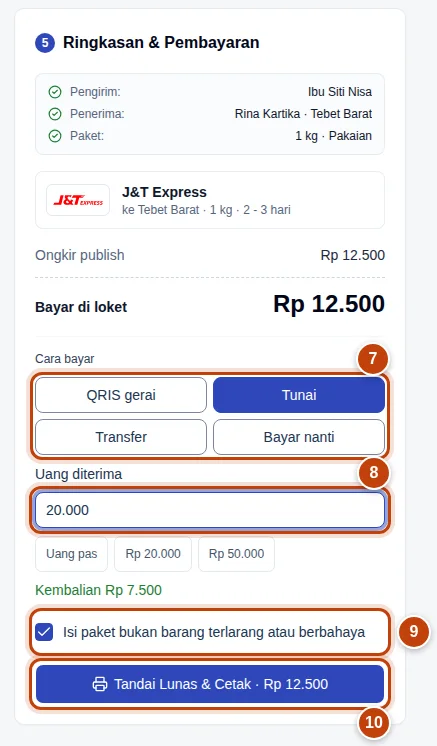 5 Ringkasan & Pembayaran
Pengirim: Ibu Siti Nisa
Penerima: Rina Kartika · Tebet Barat
Paket: 1 kg · Pakaian
J&T EXPRESS J&T Express
ke Tebet Barat · 1 kg · 2 - 3 hari
Ongkir publish Rp 12.500
Bayar di loket Rp 12.500
Cara bayar 7
QRIS gerai Tunai
Transfer Bayar nanti
Uang diterima 8
20.000
Uang pas Rp 20.000 Rp 50.000
Kembalian Rp 7.500
Isi paket bukan barang terlarang atau berbahaya 9
Tandai Lunas & Cetak · Rp 12.500
10